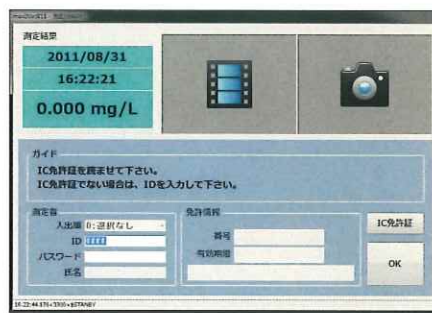 測定結果
2011/08/31
16:22:21
0.000 mg/L
ガイド
IC免許証を読ませて下さい。
IC免許証でない場合は、IDを入力して下さい。
測定者
入出庫 0:選択なし
ID
パスワード
氏名
免許情報
番号
有効期限
IC免許証
OK